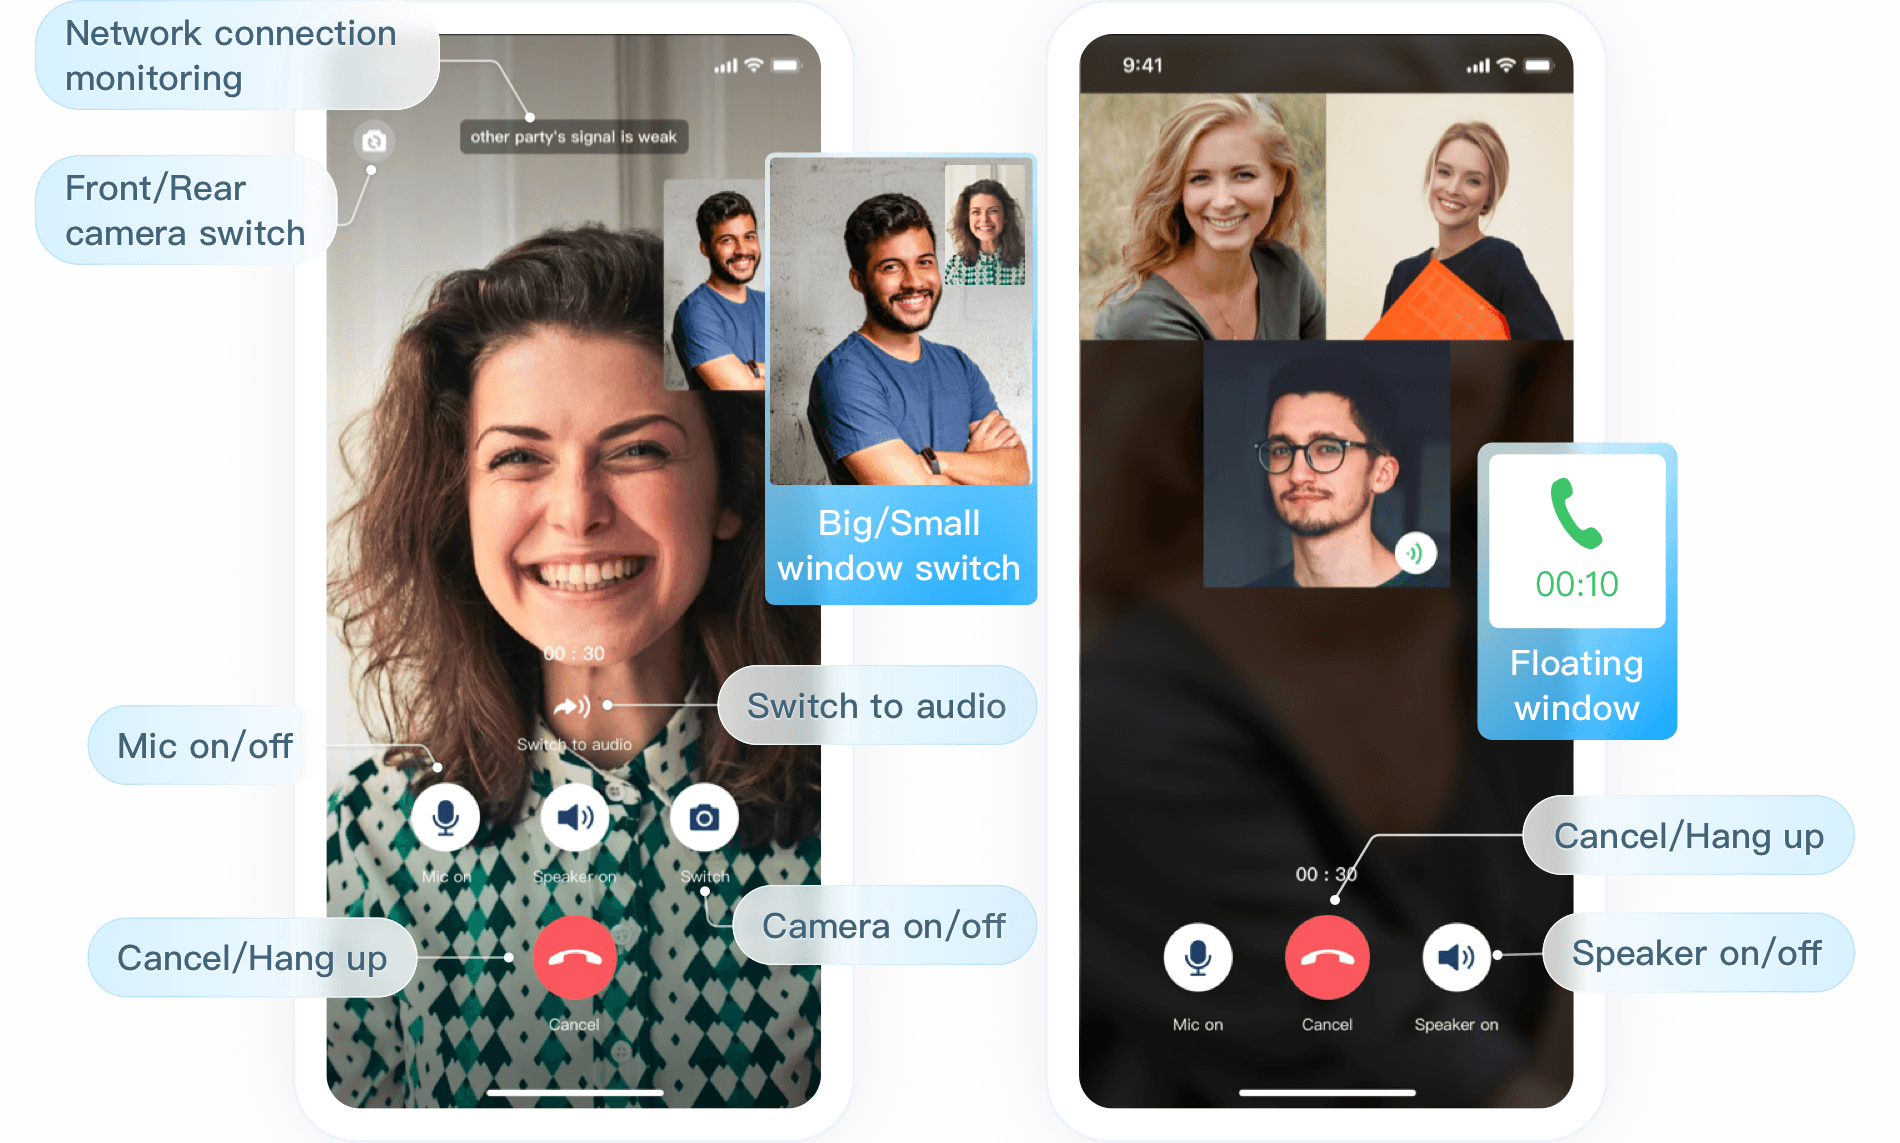 Network connection
monitoring
other party's signal is weak
Front/Rear
camera switch
Big/Small
window switch
00 : 30
Switch to audio
Switch to audio
Mic on/off
Mic on
Speaker on
Switch
Camera on/off
Cancel/Hang up
Cancel
9:41
00:10
Floating
window
Cancel/Hang up
00 : 30
Speaker on/off
Mic on
Cancel
Speaker on